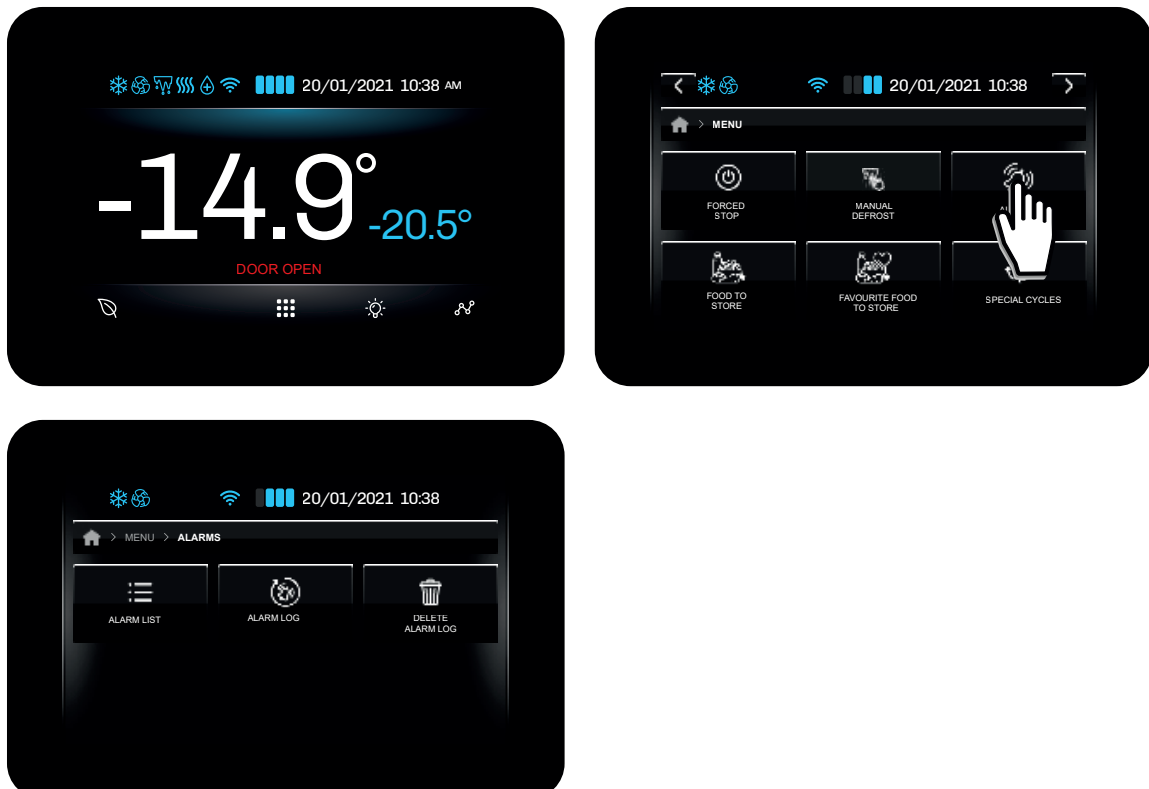 20/01/2021 10:38 AM
-14.9°
-20.5°
DOOR OPEN
20/01/2021 10:38
> MENU
FORCED
STOP
MANUAL
DEFROST
FOOD TO
STORE
FAVOURITE FOOD
TO STORE
SPECIAL CYCLES
20/01/2021 10:38
> MENU > ALARMS
ALARM LIST
ALARM LOG
DELETE
ALARM LOG